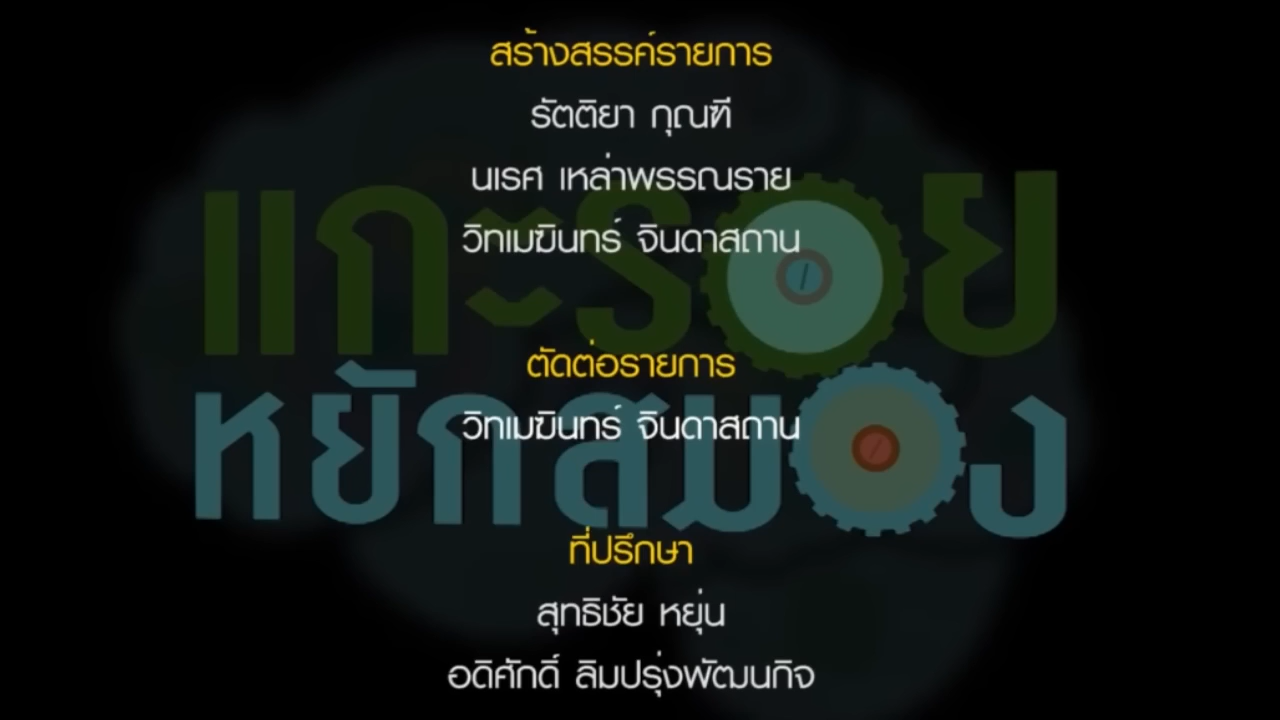 สร้างสรรค์รายการ
รัตติยา กุณฑี
นเรศ เหล่าพรรณราย
วิทเมฆินทร์ จินดาสถาน
แกะรอย
ตัดต่อรายการ
หยักสมอง
วิทเมฆินทร์ จินดาสถาน
ที่ปรึกษา
สุทธิชัย หยุ่น
อดิศักดิ์ ลิมปรุ่งพัฒนกิจ